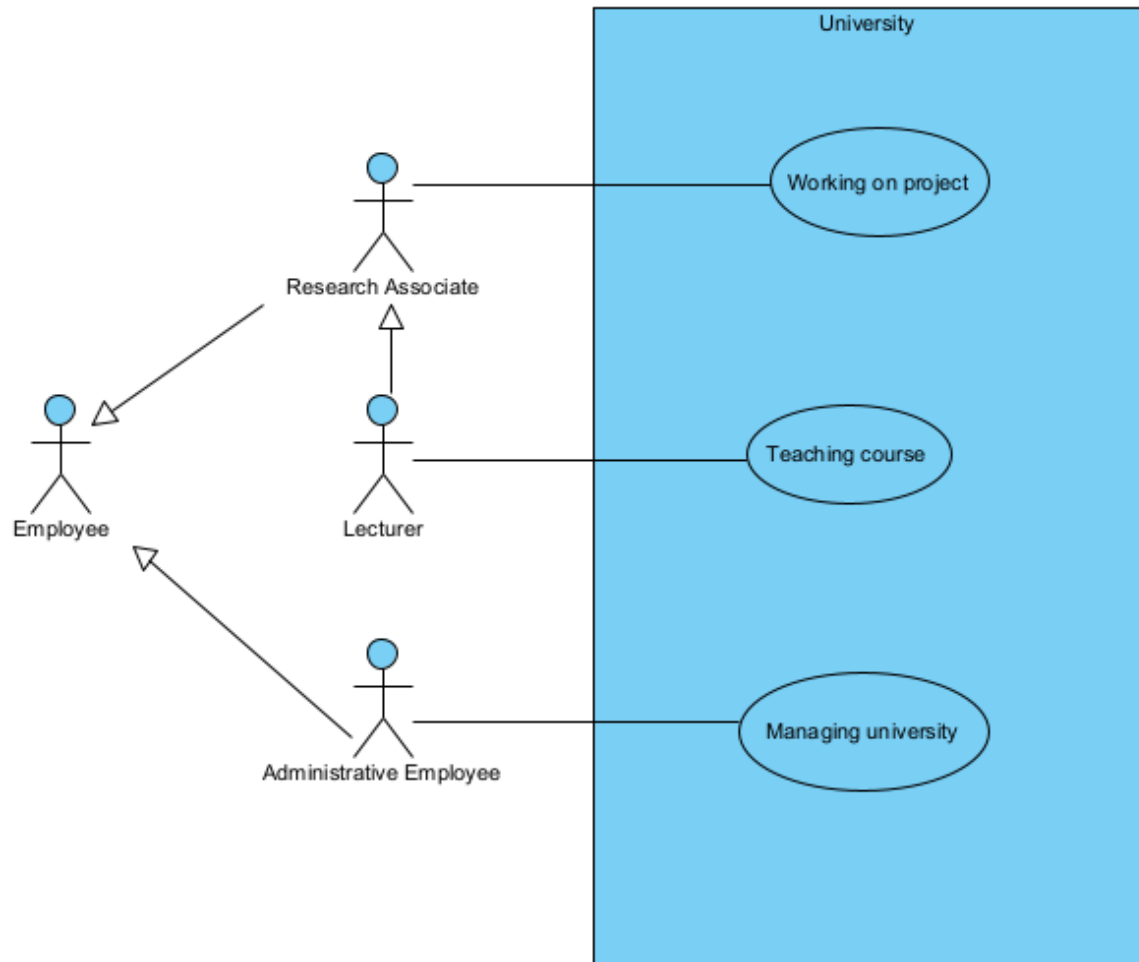 University
Working on project
Research Associate
Teaching course
Employee
Lecturer
Managing university
Administrative Employee